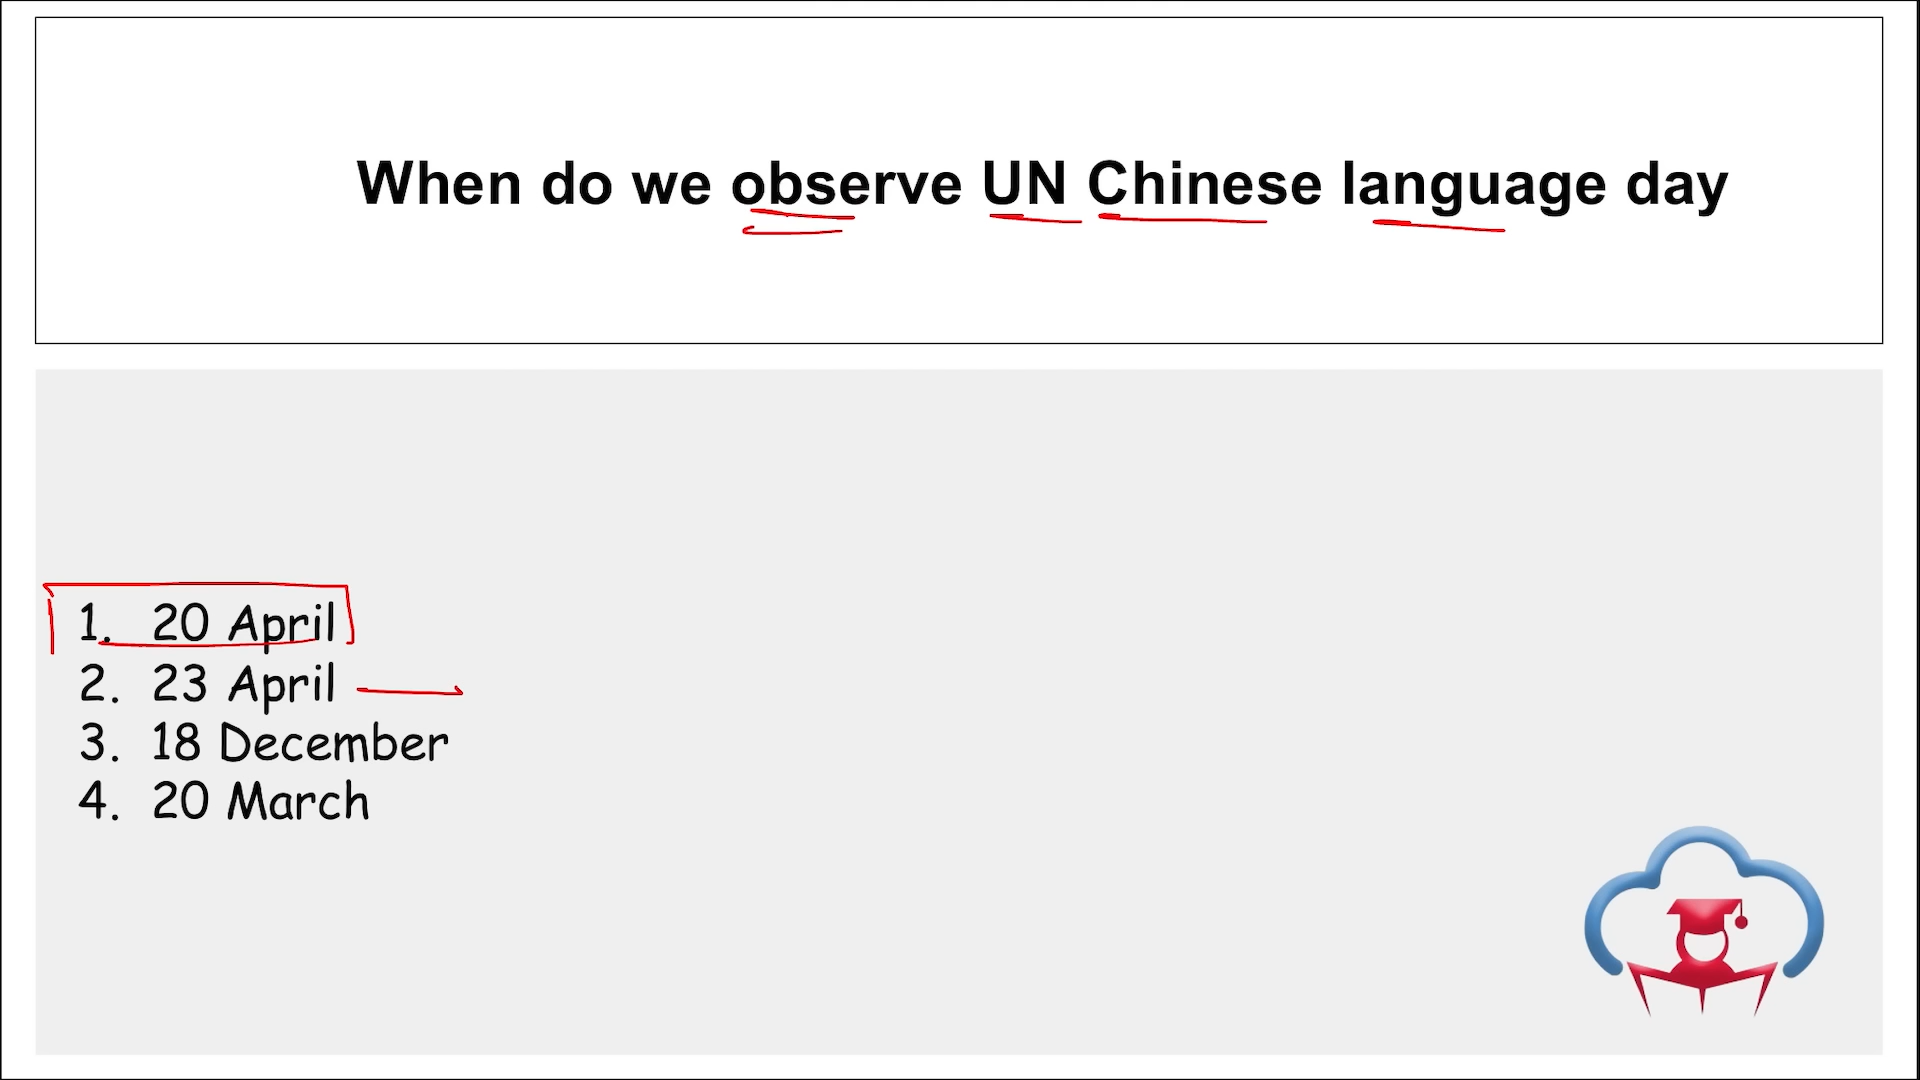 When do we observe UN Chinese language day
1. 20 April
2. 23 April
3. 18 December
4. 20 March